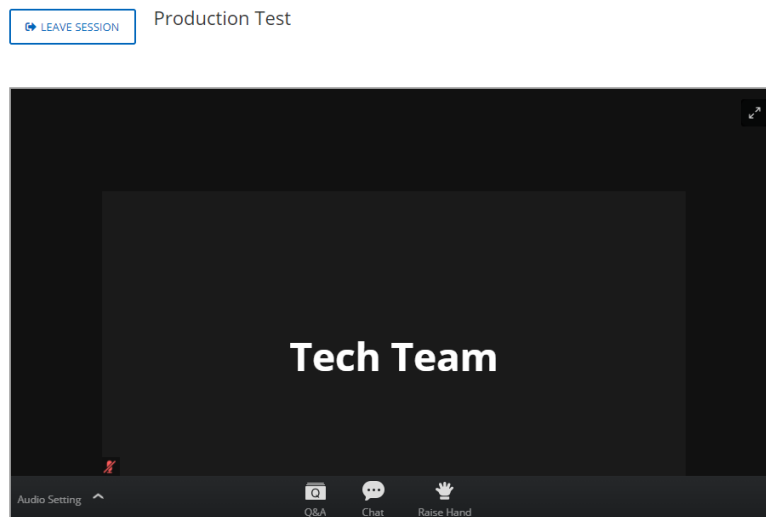 LEAVE SESSION
Production Test
Tech Team
Audio Setting
Q
Q&A
Chat
Raise Hand